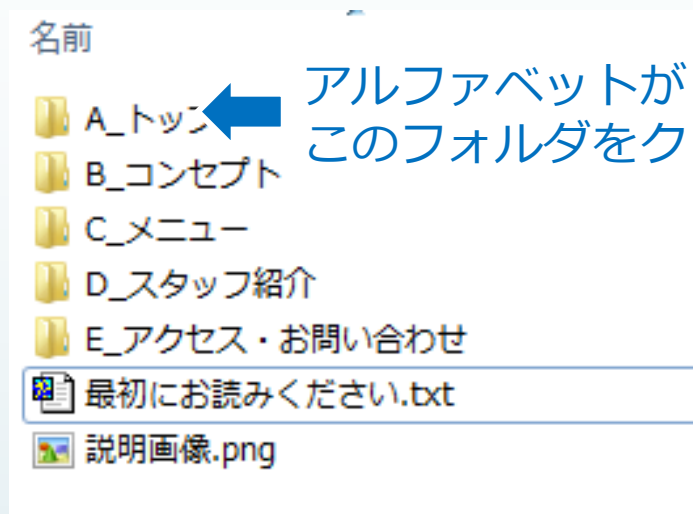 名前
アルファベットが
このフォルダをク
A_トップ
B_コンセプト
C_メニュー
D_スタッフ紹介
E_アクセス・お問い合わせ
最初にお読みください.txt
説明画像.png